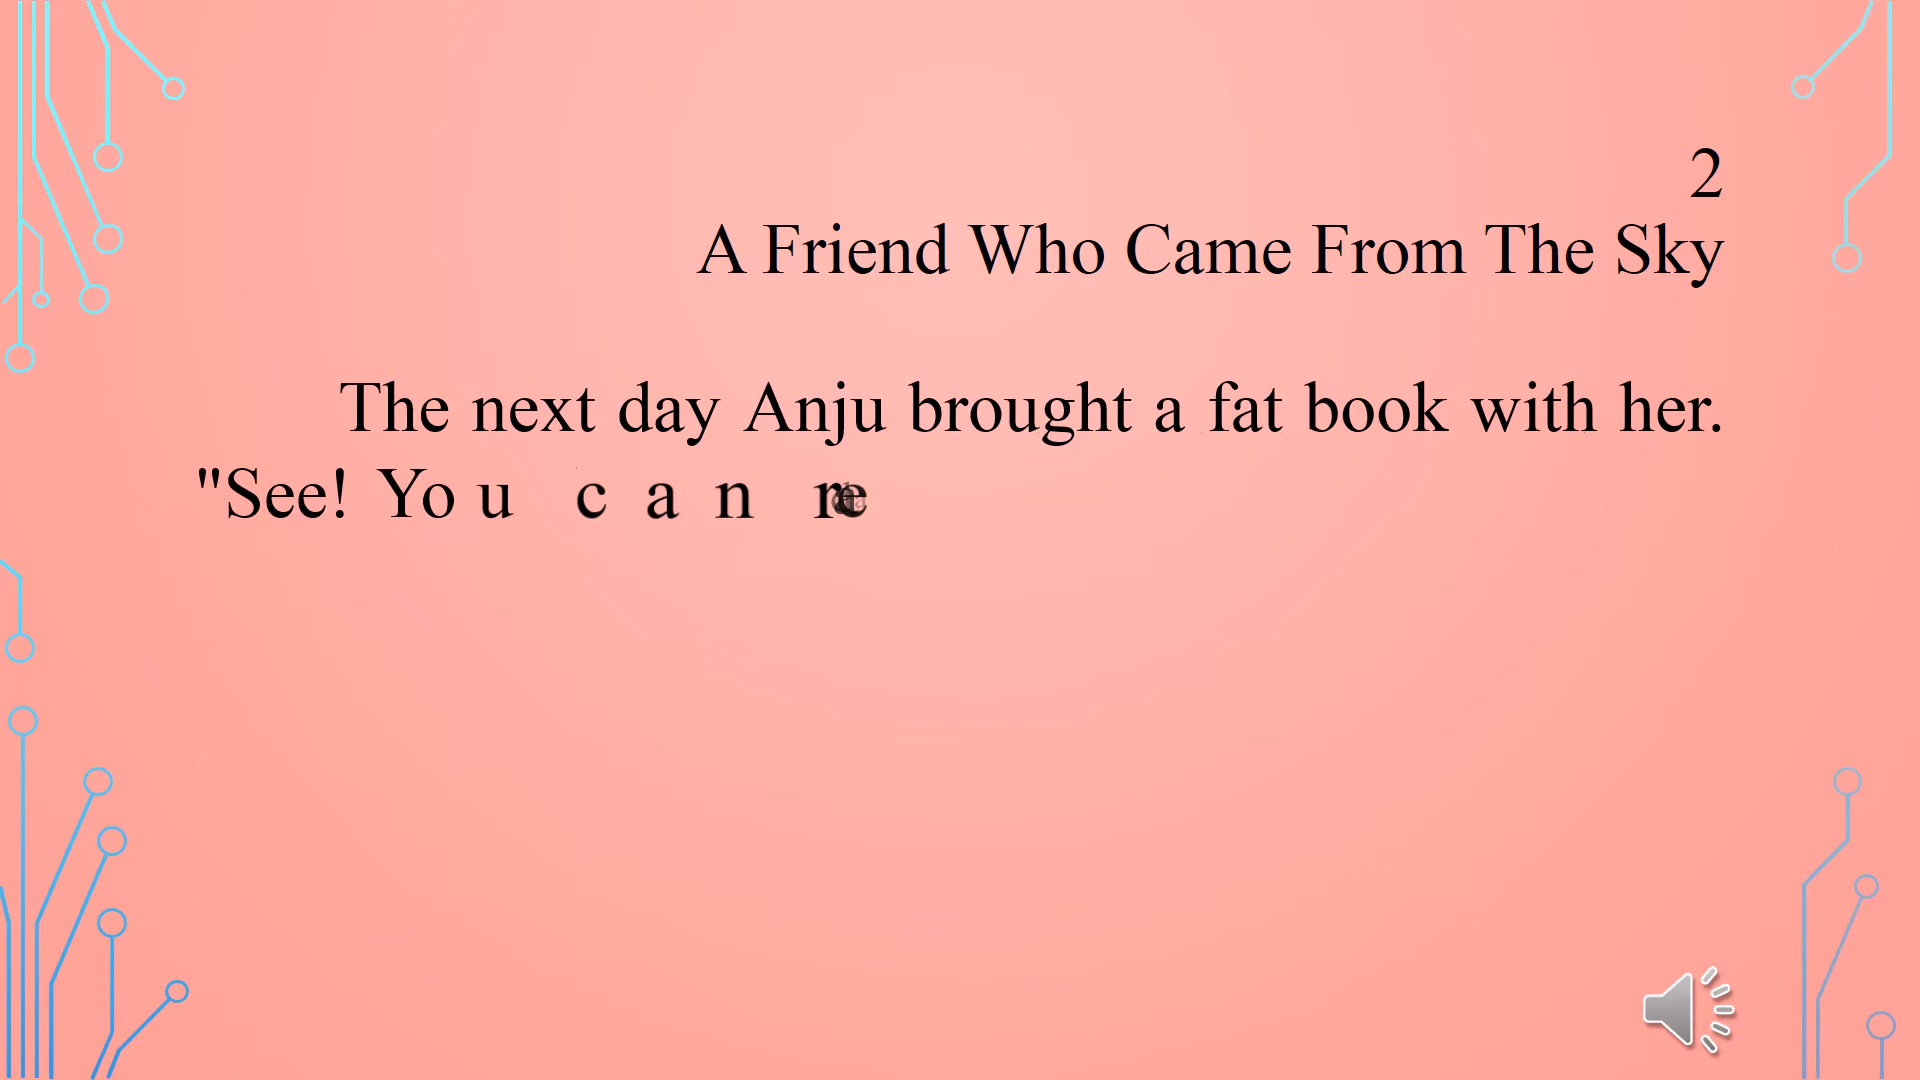 2
A Friend Who Came From The Sky
The next day Anju brought a fat book with her.
"See! You can